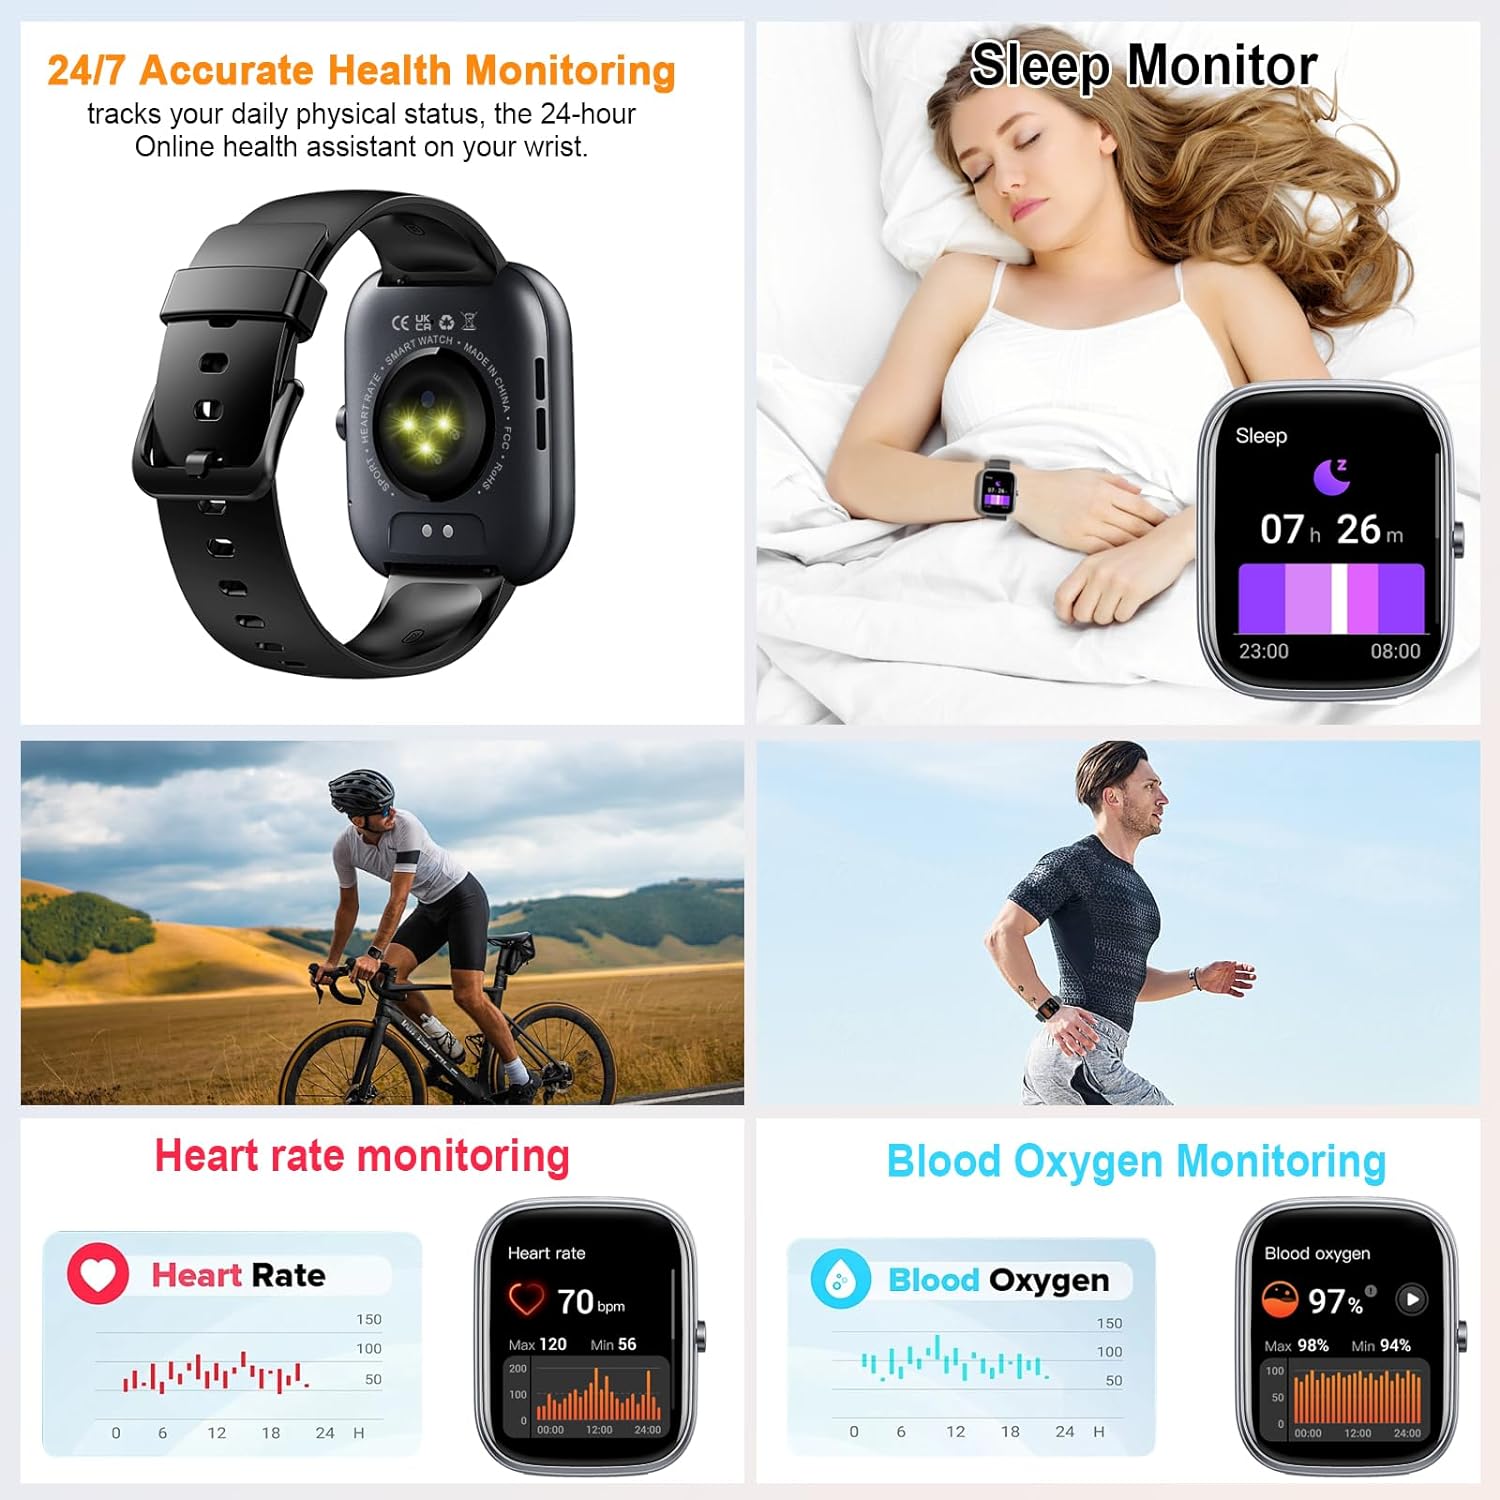 24/7 Accurate Health Monitoring
tracks your daily physical status, the 24-hour
Online health assistant on your wrist.
CE UK CA
SPORT • HEART RATE • SMART WATCH • MADE IN CHINA • FCC • RoHS •
Sleep Monitor
Sleep
z
07 h 26 m
23:00 08:00
Heart rate monitoring
Heart Rate
150
100
50
0 6 12 18 24 H
Heart rate
70 bpm
Max 120 Min 56
200
100
0
00:00 12:00 24:00
Blood Oxygen Monitoring
Blood Oxygen
150
100
50
0 6 12 18 24 H
Blood oxygen
97%
Max 98% Min 94%
100
50
0
00:00 12:00 24:00